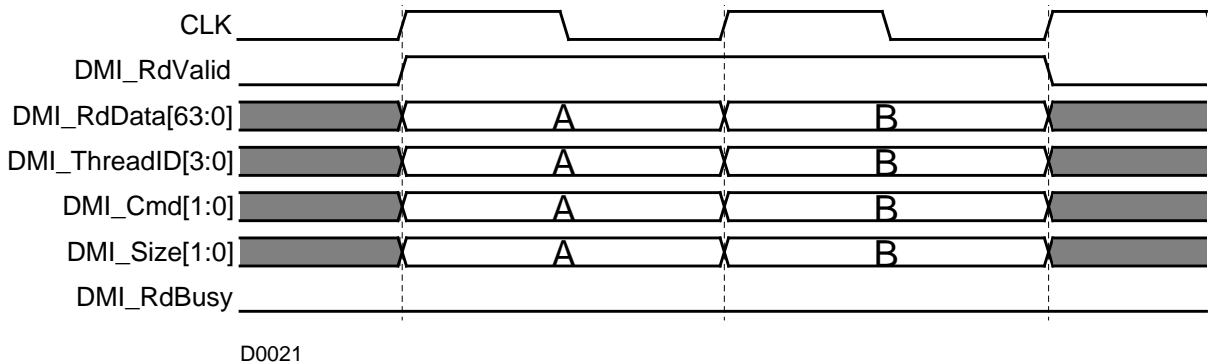 CLK
DMI_RdValid
DMI_RdData[63:0] A B
DMI_ThreadID[3:0] A B
DMI_Cmd[1:0] A B
DMI_Size[1:0] A B
DMI_RdBusy
D0021